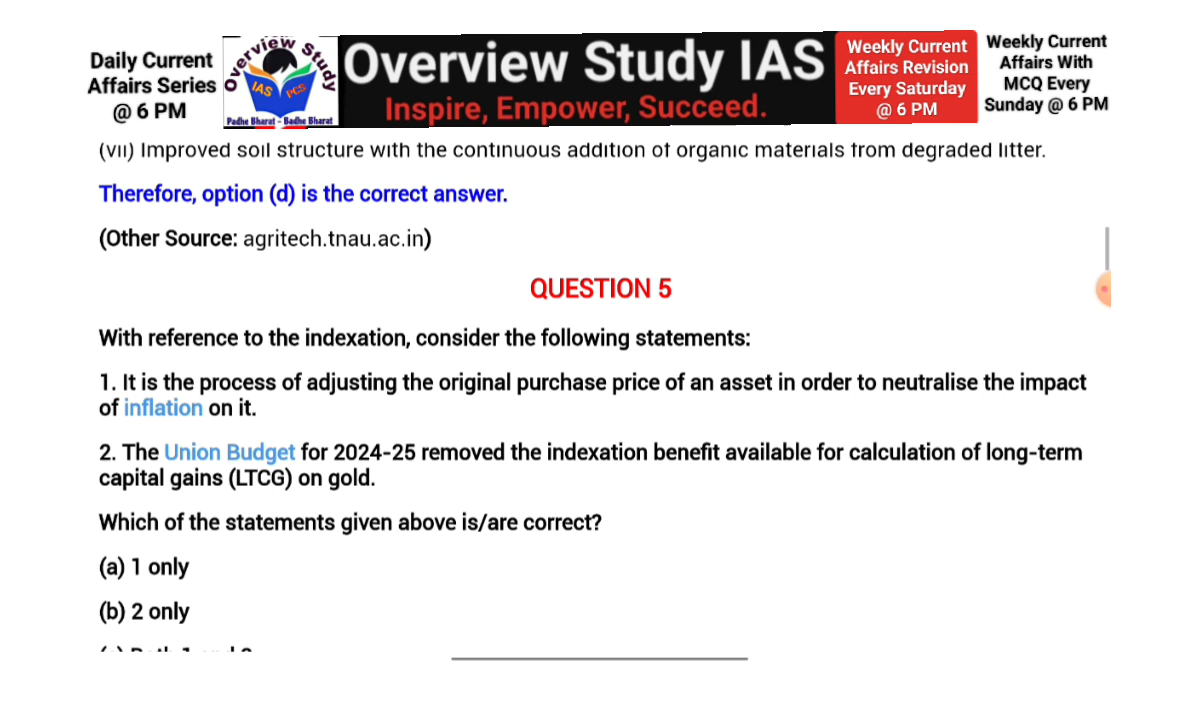 Daily Current
Affairs Series
@ 6 PM
Overview Study
IAS PCS
Padhe Bharat - Badhe Bharat
Overview Study IAS
Inspire, Empower, Succeed.
Weekly Current
Affairs Revision
Every Saturday
@ 6 PM
Weekly Current
Affairs With
MCQ Every
Sunday @ 6 PM
(vii) Improved soil structure with the continuous addition of organic materials from degraded litter.
Therefore, option (d) is the correct answer.
(Other Source: agritech.tnau.ac.in)
QUESTION 5
With reference to the indexation, consider the following statements:
1. It is the process of adjusting the original purchase price of an asset in order to neutralise the impact
of inflation on it.
2. The Union Budget for 2024-25 removed the indexation benefit available for calculation of long-term
capital gains (LTCG) on gold.
Which of the statements given above is/are correct?
(a) 1 only
(b) 2 only